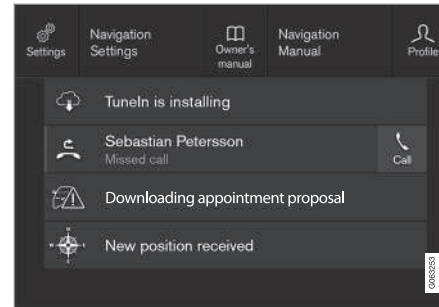 Settings
Navigation
Settings
Owner's
manual
Navigation
Manual
Profile
TuneIn is installing
Sebastian Petersson
Missed call
Call
Downloading appointment proposal
New position received
G063253